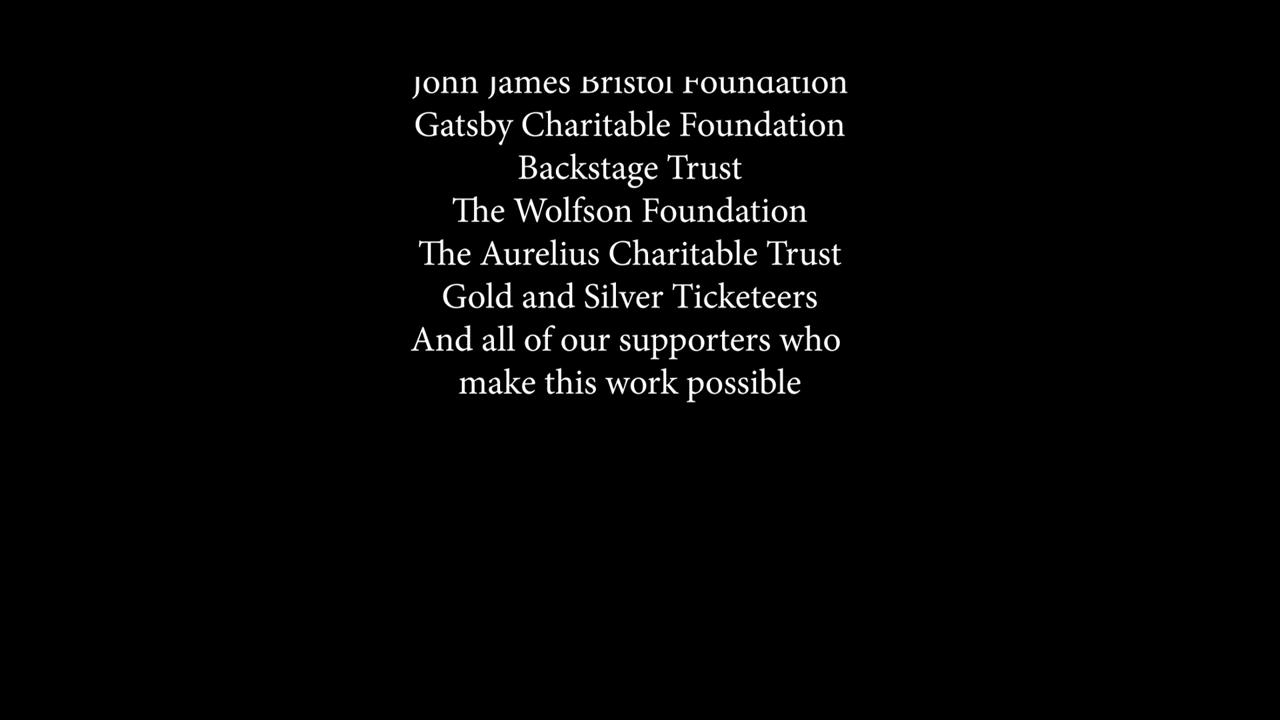 John James Bristol Foundation
Gatsby Charitable Foundation
Backstage Trust
The Wolfson Foundation
The Aurelius Charitable Trust
Gold and Silver Ticketeers
And all of our supporters who
make this work possible